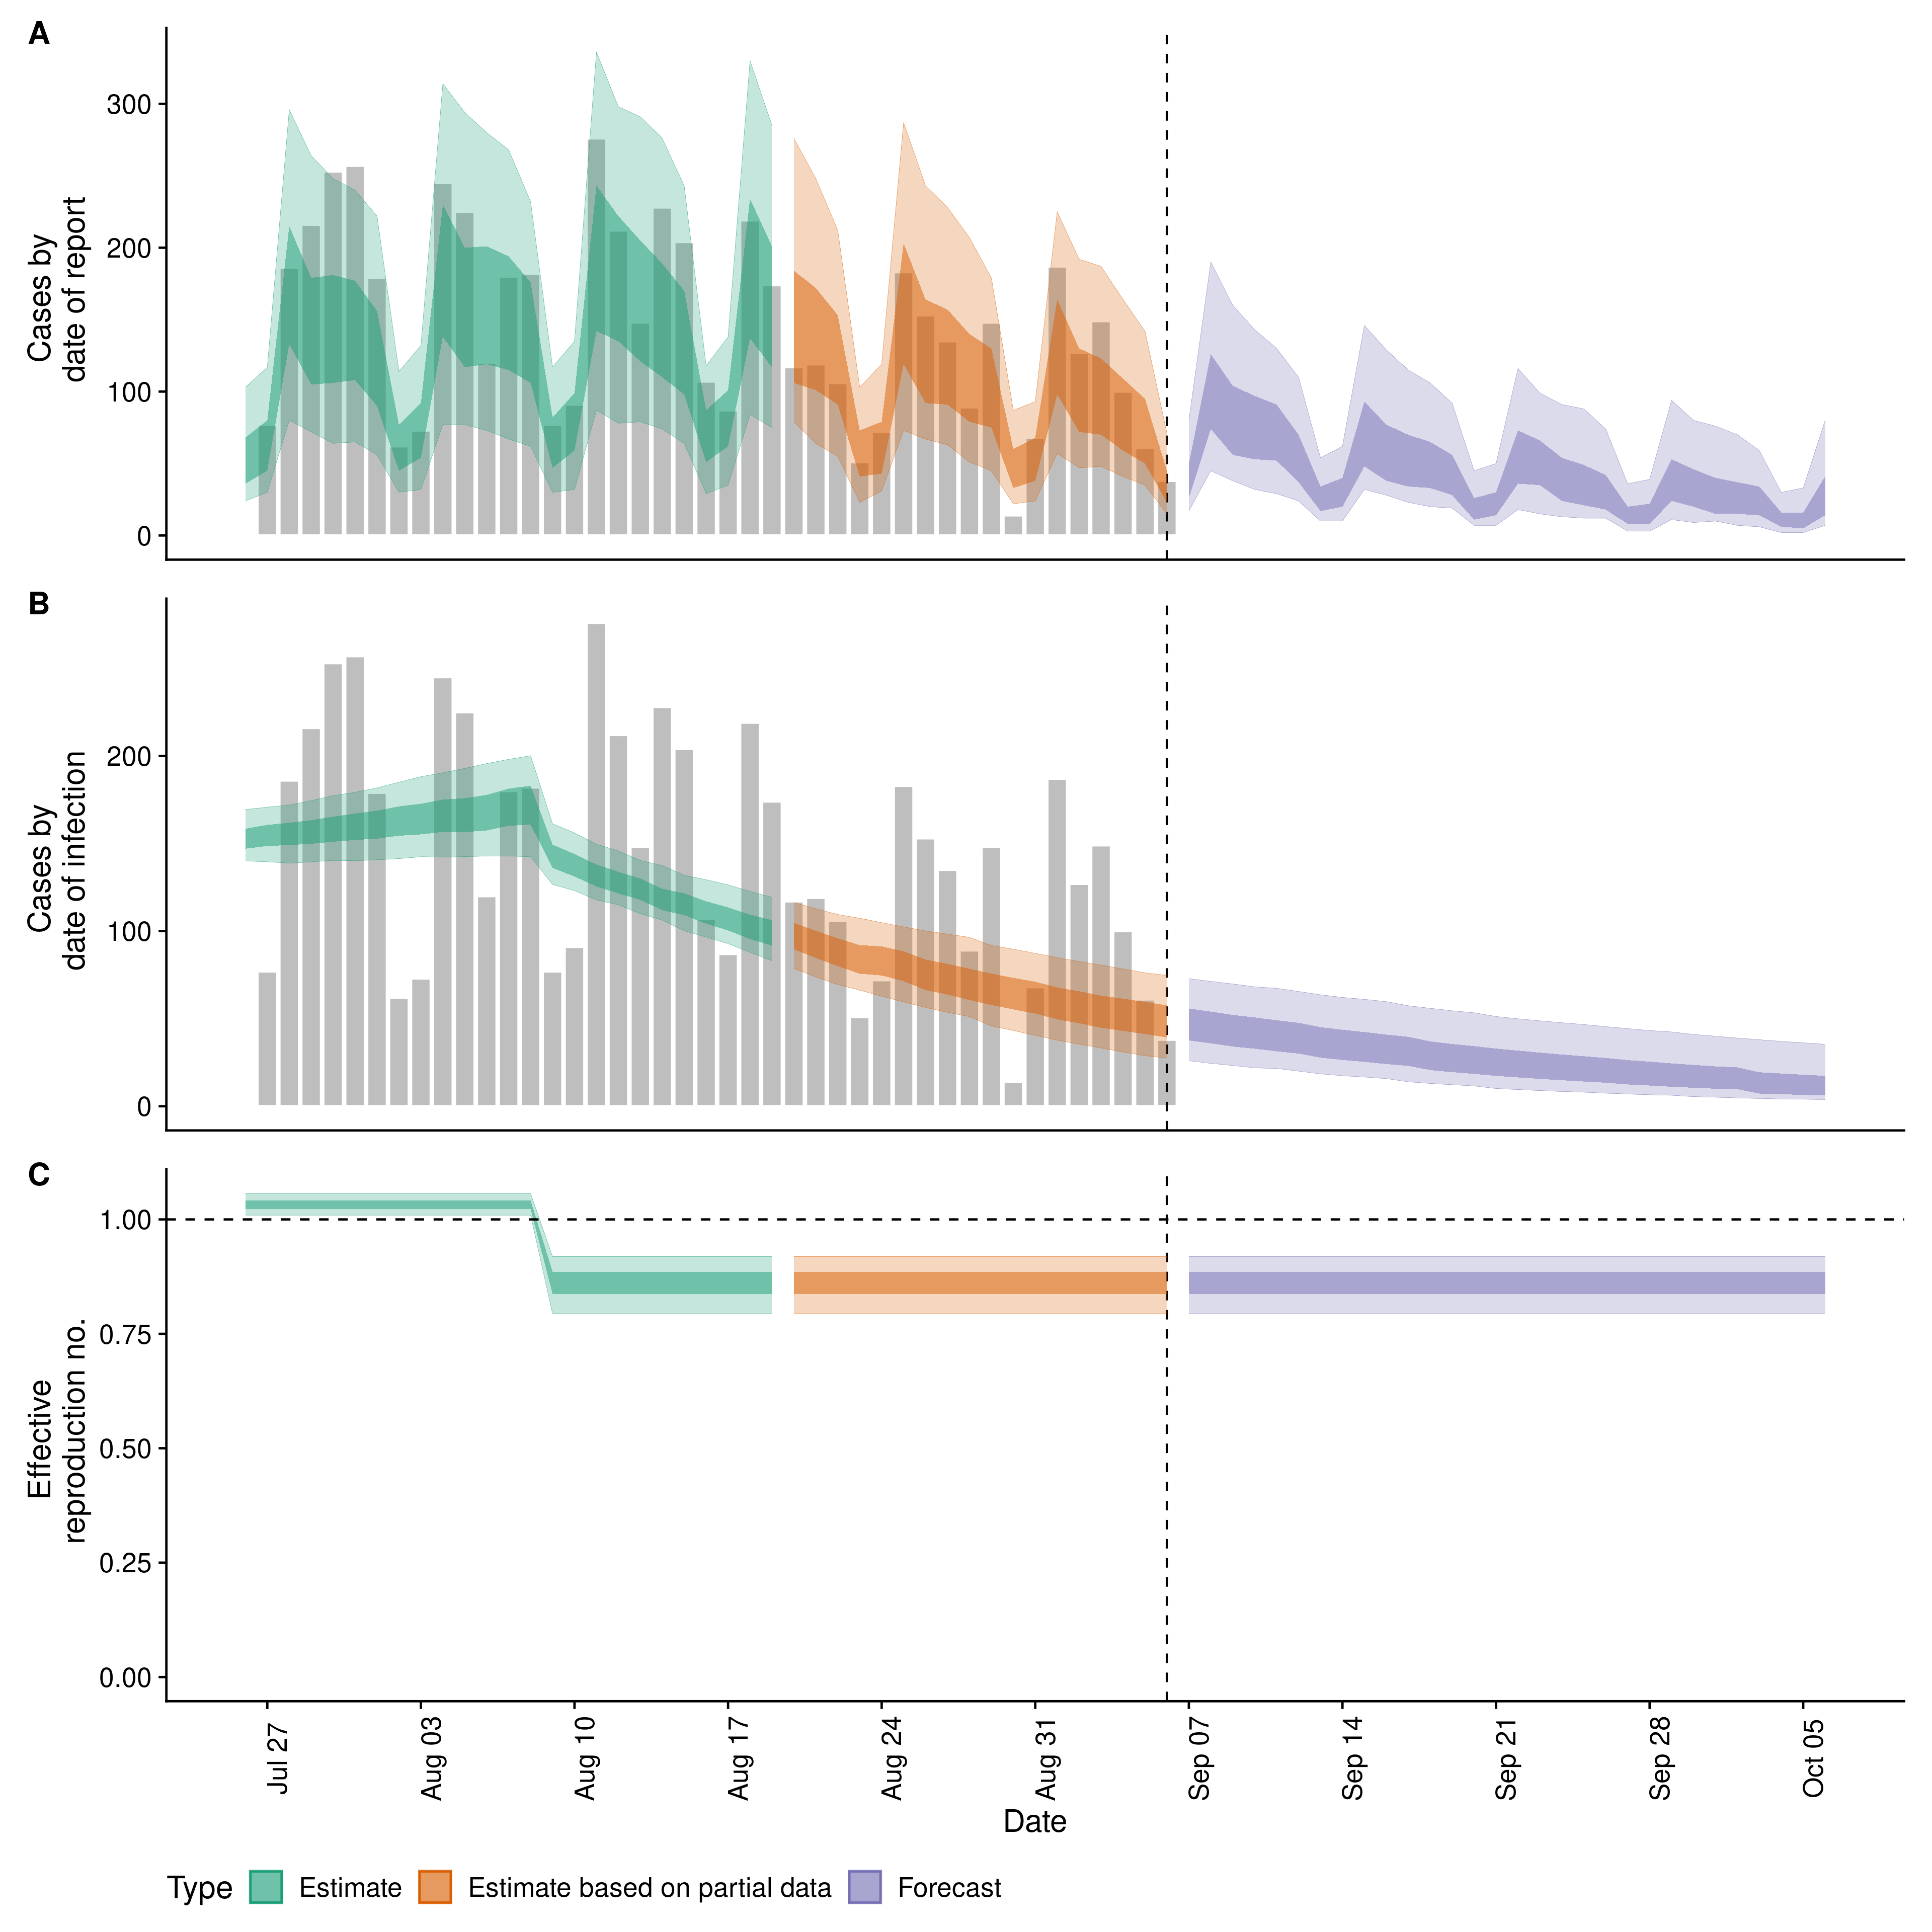 A
Cases by
date of report
300
200
100
0
B
Cases by
date of infection
200
100
0
C
Effective
reproduction no.
1.00
0.75
0.50
0.25
0.00
Jul 27
Aug 03
Aug 10
Aug 17
Aug 24
Aug 31
Sep 07
Sep 14
Sep 21
Sep 28
Oct 05
Date
Type Estimate Estimate based on partial data Forecast